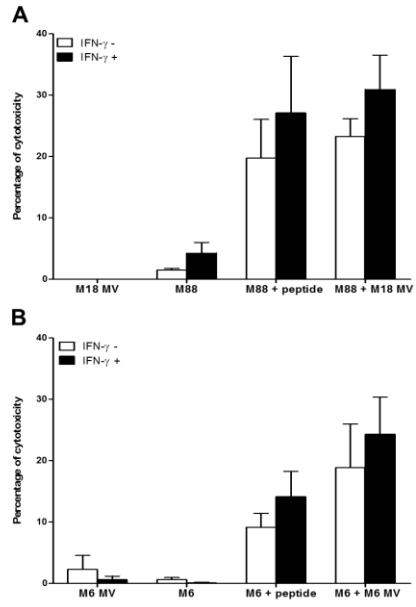 A
IFN-γ -
IFN-γ +
Percentage of cytotoxicity
40
30
20
10
0
M18 MV
M88
M88 + peptide
M88 + M18 MV
B
IFN-γ -
IFN-γ +
Percentage of cytotoxicity
40
30
20
10
0
M6 MV
M6
M6 + peptide
M6 + M6 MV